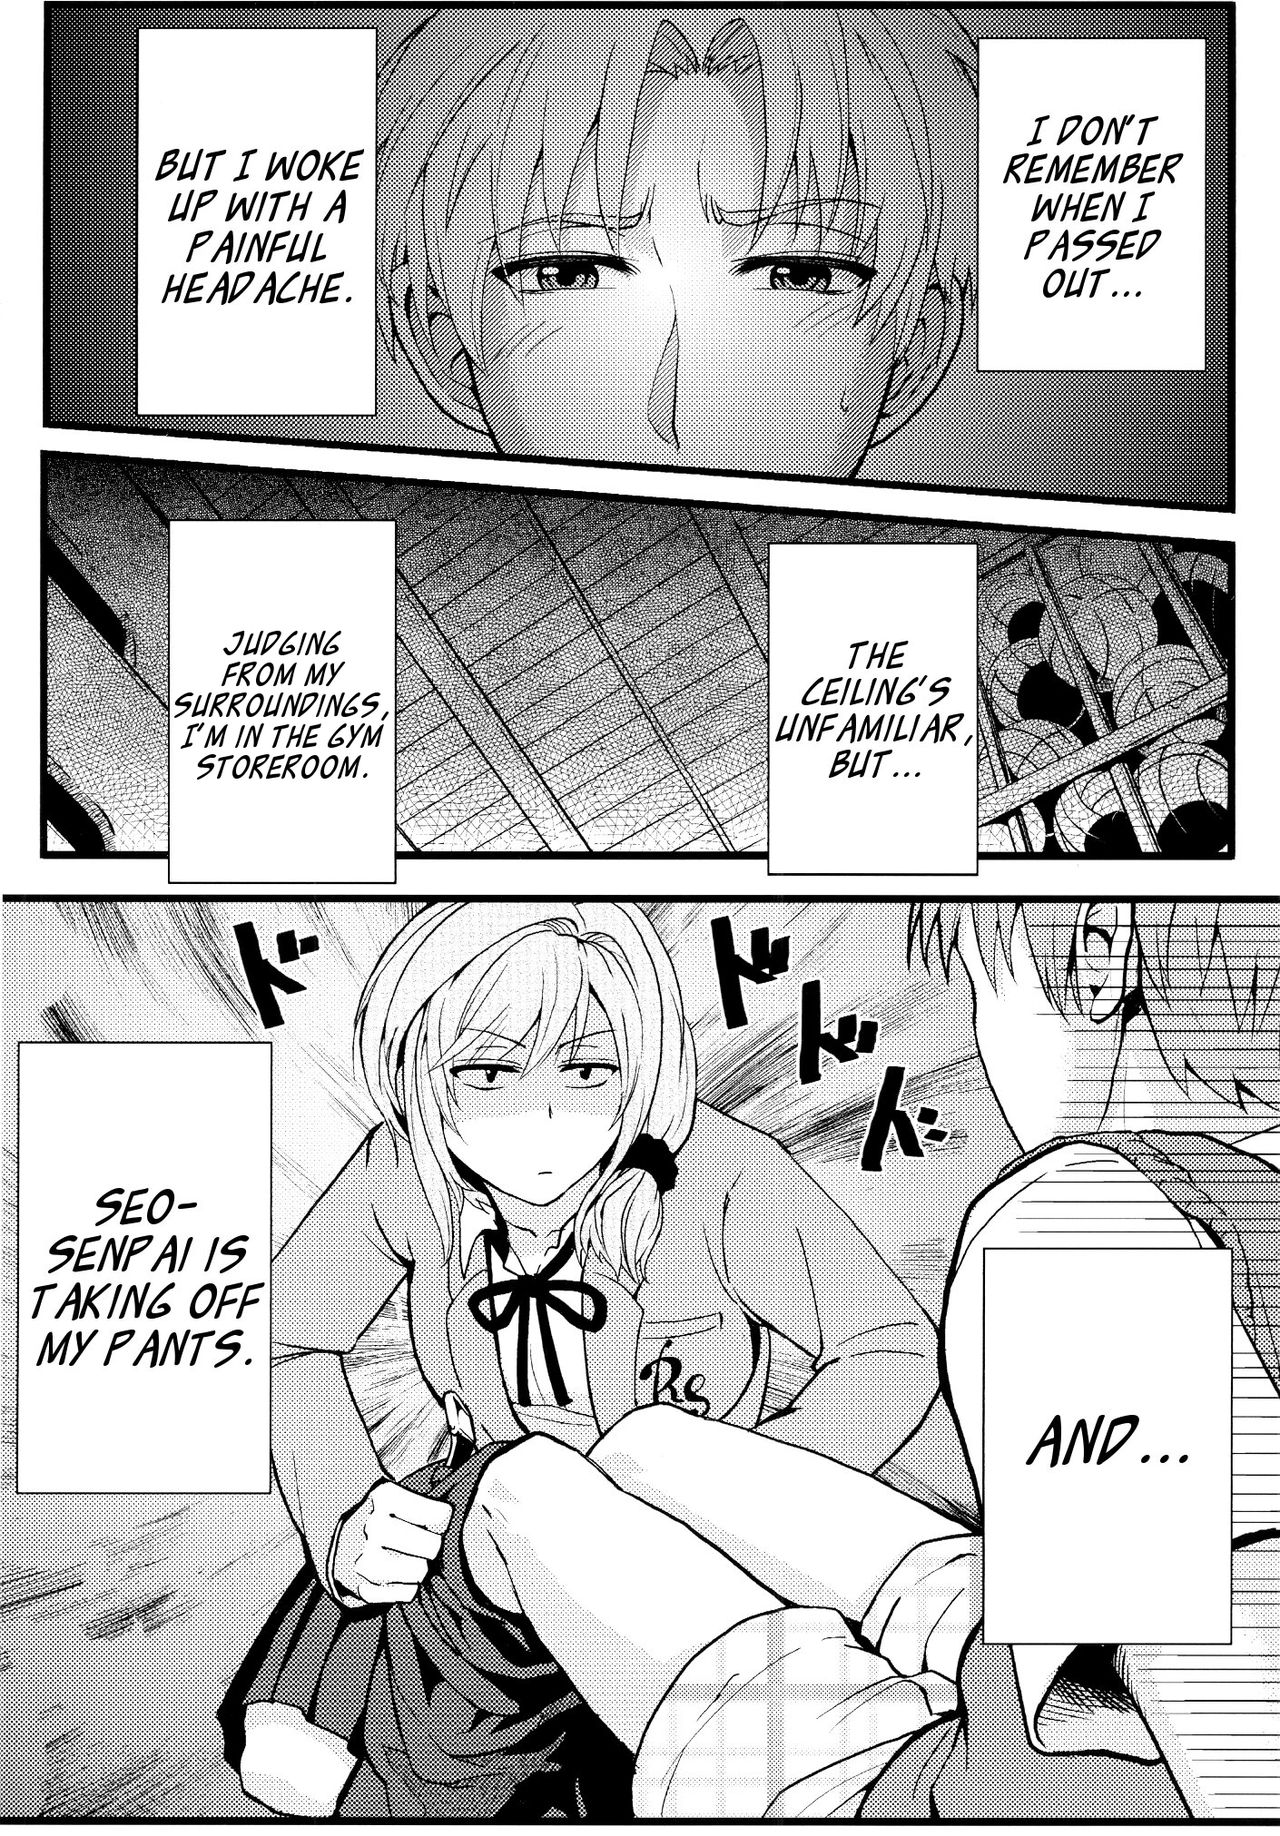 I DON'T
REMEMBER
WHEN I
PASSED
OUT...
BUT I WOKE
UP WITH A
PAINFUL
HEADACHE.
THE
CEILING'S
UNFAMILIAR,
BUT...
JUDGING
FROM MY
SURROUNDINGS,
I'M IN THE GYM
STOREROOM.
AND...
ド
ド
ド
ド
RS
SEO-
SENPAI IS
TAKING OFF
MY PANTS.